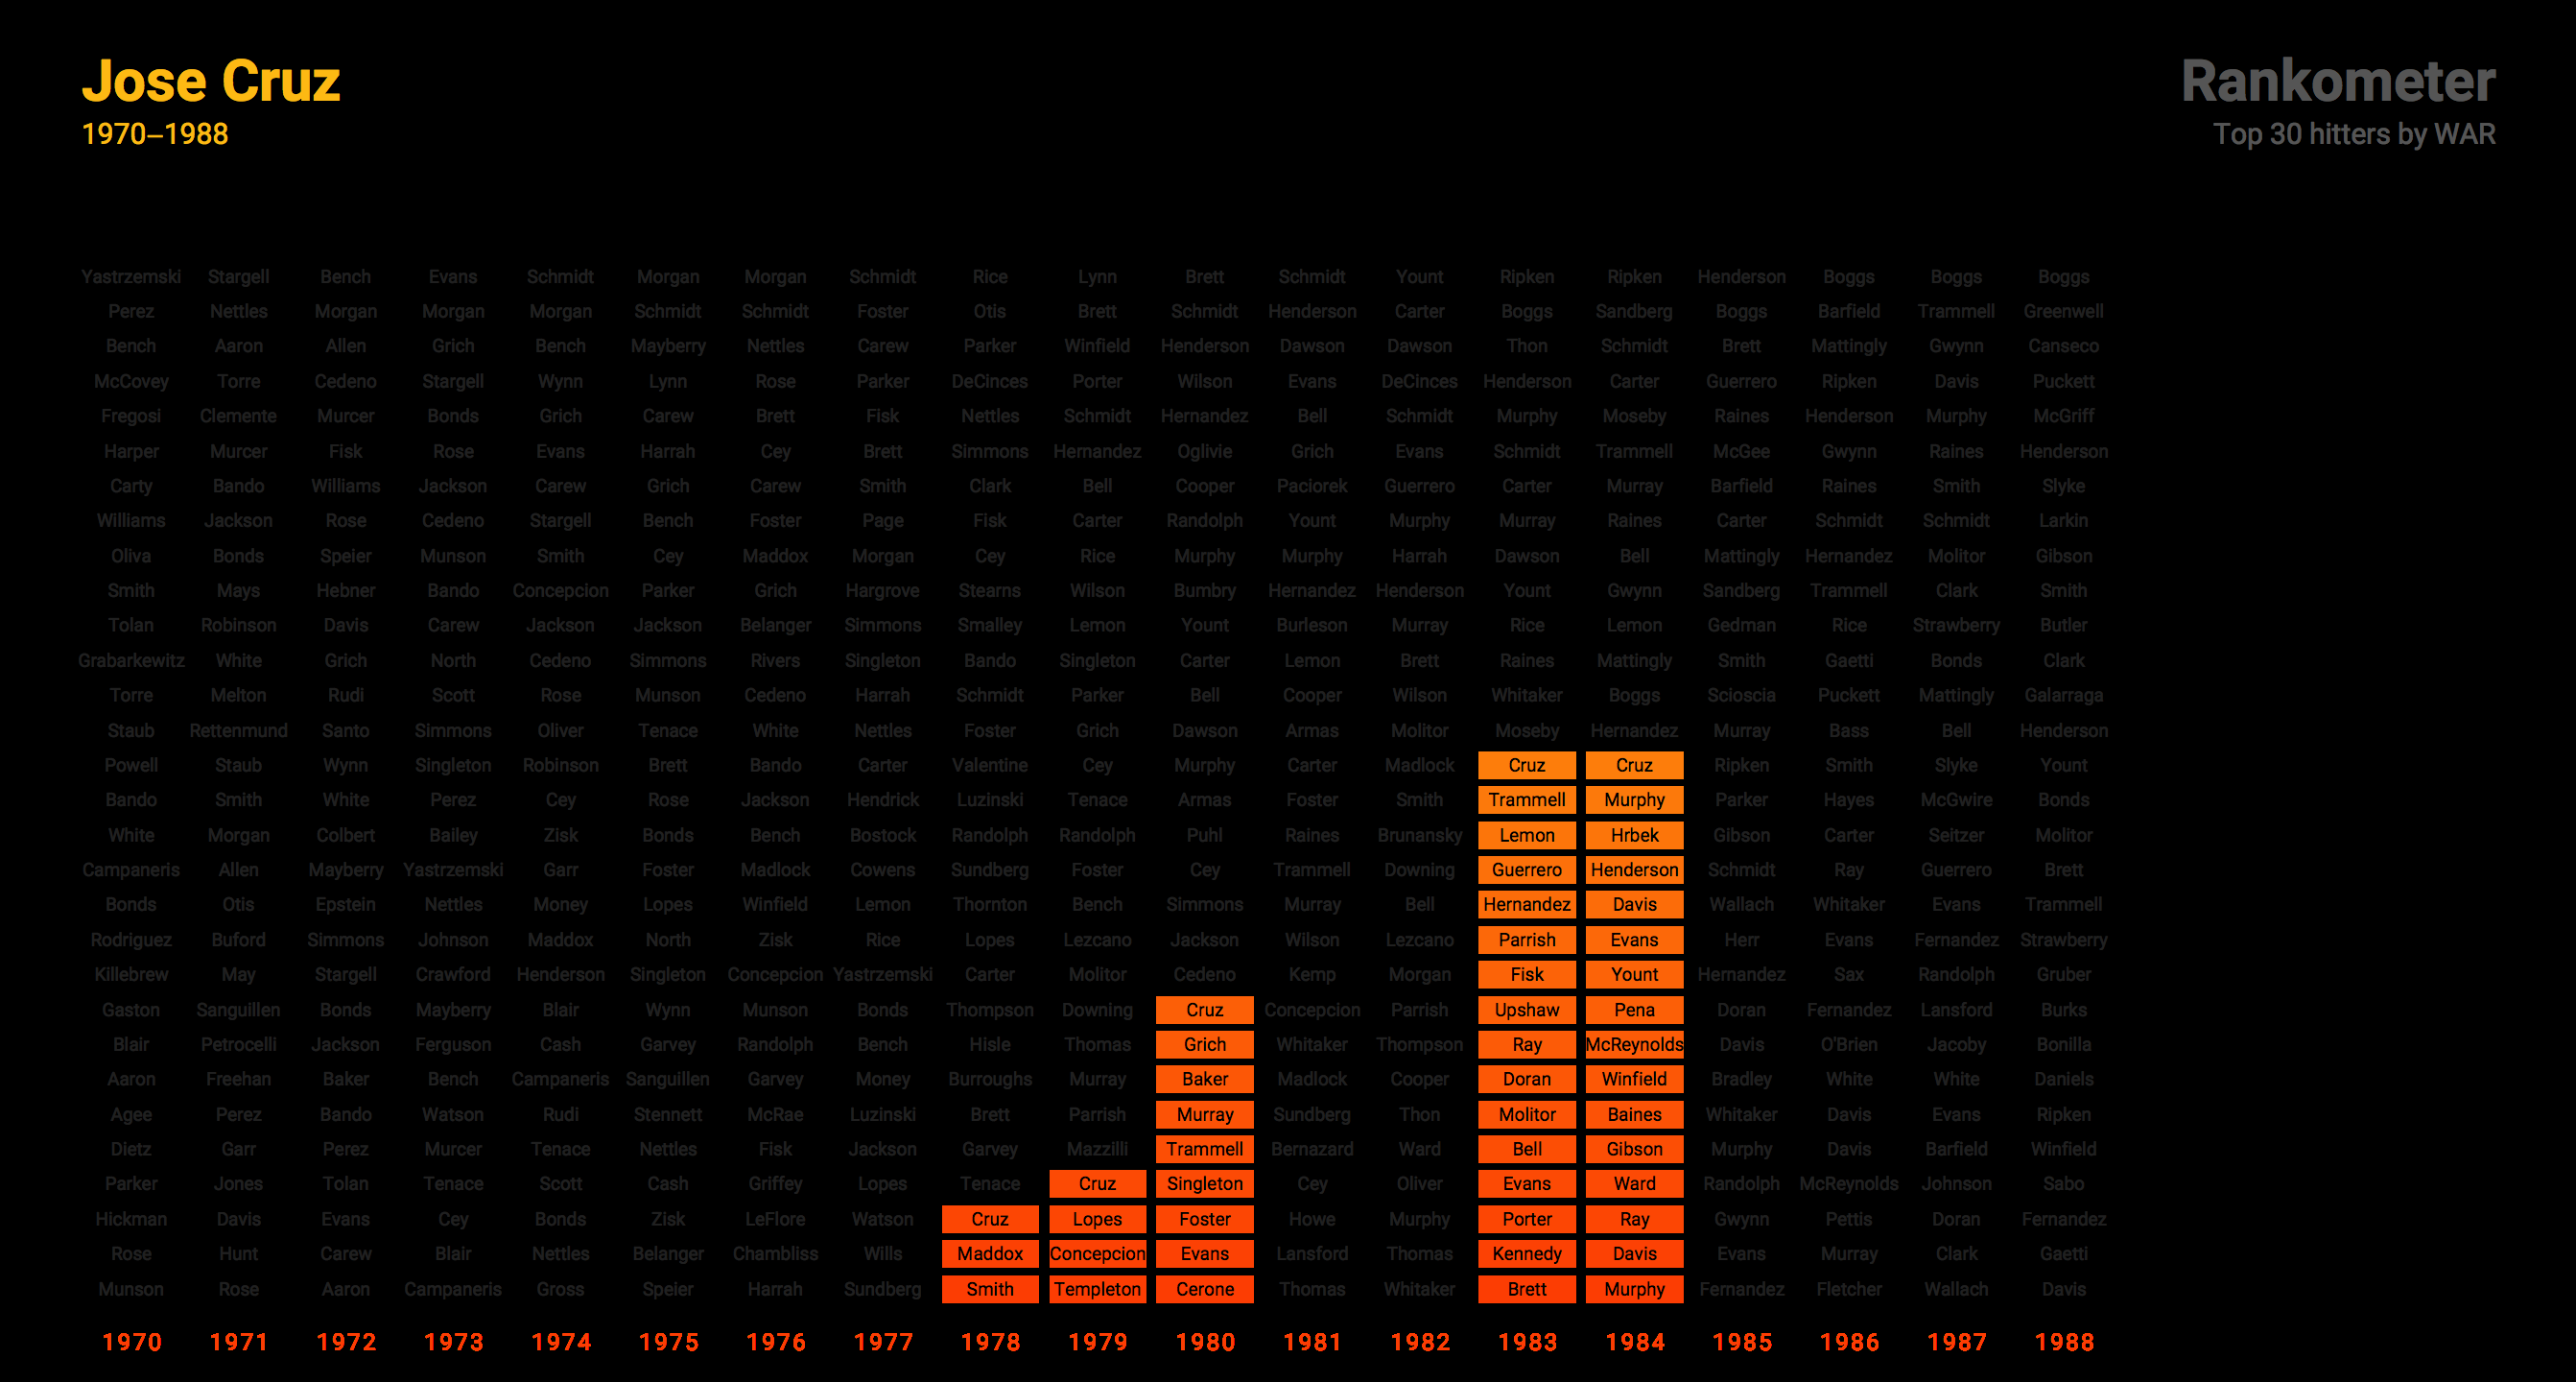 Jose Cruz
1970–1988
Rankometer
Top 30 hitters by WAR
Yastrzemski Stargell Bench Evans Schmidt Morgan Morgan Schmidt Rice Lynn Brett Schmidt Yount Ripken Ripken Henderson Boggs Boggs Boggs
Perez Nettles Morgan Morgan Morgan Schmidt Schmidt Foster Otis Brett Schmidt Henderson Carter Boggs Sandberg Boggs Barfield Trammell Greenwell
Bench Aaron Allen Grich Bench Mayberry Nettles Carew Parker Winfield Henderson Dawson Dawson Thon Schmidt Brett Mattingly Gwynn Canseco
McCovey Torre Cedeno Stargell Wynn Lynn Rose Parker DeCinces Porter Wilson Evans DeCinces Henderson Carter Guerrero Ripken Davis Puckett
Fregosi Clemente Murcer Bonds Grich Carew Brett Fisk Nettles Schmidt Hernandez Bell Schmidt Murphy Moseby Raines Henderson Murphy McGriff
Harper Murcer Fisk Rose Evans Harrah Cey Brett Simmons Hernandez Oglivie Grich Evans Schmidt Trammell McGee Gwynn Raines Henderson
Carty Bando Williams Jackson Carew Grich Carew Smith Clark Bell Cooper Paciorek Guerrero Carter Murray Barfield Raines Smith Slyke
Williams Jackson Rose Cedeno Stargell Bench Foster Page Fisk Carter Randolph Yount Murphy Murray Raines Carter Schmidt Schmidt Larkin
Oliva Bonds Speier Munson Smith Cey Maddox Morgan Cey Rice Murphy Murphy Harrah Dawson Bell Mattingly Hernandez Molitor Gibson
Smith Mays Hebner Bando Concepcion Parker Grich Hargrove Stearns Wilson Bumbry Hernandez Henderson Yount Gwynn Sandberg Trammell Clark Smith
Tolan Robinson Davis Carew Jackson Jackson Belanger Simmons Smalley Lemon Yount Burleson Murray Rice Lemon Gedman Rice Strawberry Butler
Grabarkewitz White Grich North Cedeno Simmons Rivers Singleton Bando Singleton Carter Lemon Brett Raines Mattingly Smith Gaetti Bonds Clark
Torre Melton Rudi Scott Rose Munson Cedeno Harrah Schmidt Parker Bell Cooper Wilson Whitaker Boggs Scioscia Puckett Mattingly Galarraga
Staub Rettenmund Santo Simmons Oliver Tenace White Nettles Foster Grich Dawson Armas Molitor Moseby Hernandez Murray Bass Bell Henderson
Powell Staub Wynn Singleton Robinson Brett Bando Carter Valentine Cey Murphy Carter Madlock Cruz Cruz Ripken Smith Slyke Yount
Bando Smith White Perez Cey Rose Jackson Hendrick Luzinski Tenace Armas Foster Smith Trammell Murphy Parker Hayes McGwire Bonds
White Morgan Colbert Bailey Zisk Bonds Bench Bostock Randolph Randolph Puhl Raines Brunansky Lemon Hrbek Gibson Carter Seitzer Molitor
Campaneris Allen Mayberry Yastrzemski Garr Foster Madlock Cowens Sundberg Foster Cey Trammell Downing Guerrero Henderson Schmidt Ray Guerrero Brett
Bonds Otis Epstein Nettles Money Lopes Winfield Lemon Thornton Bench Simmons Murray Bell Hernandez Davis Wallach Whitaker Evans Trammell
Rodriguez Buford Simmons Johnson Maddox North Zisk Rice Lopes Lezcano Jackson Wilson Lezcano Parrish Evans Herr Evans Fernandez Strawberry
Killebrew May Stargell Crawford Henderson Singleton Concepcion Yastrzemski Carter Molitor Cedeno Kemp Morgan Fisk Yount Hernandez Sax Randolph Gruber
Gaston Sanguillen Bonds Mayberry Blair Wynn Munson Bonds Thompson Downing Cruz Concepcion Parrish Upshaw Pena Doran Fernandez Lansford Burks
Blair Petrocelli Jackson Ferguson Cash Garvey Randolph Bench Hisle Thomas Grich Whitaker Thompson Ray McReynolds Davis O'Brien Jacoby Bonilla
Aaron Freehan Baker Bench Campaneris Sanguillen Garvey Money Burroughs Murray Baker Madlock Cooper Doran Winfield Bradley White White Daniels
Agee Perez Bando Watson Rudi Stennett McRae Luzinski Brett Parrish Murray Sundberg Thon Molitor Baines Whitaker Davis Evans Ripken
Dietz Garr Perez Murcer Tenace Nettles Fisk Jackson Garvey Mazzilli Trammell Bernazard Ward Bell Gibson Murphy Davis Barfield Winfield
Parker Jones Tolan Tenace Scott Cash Griffey Lopes Tenace Cruz Singleton Cey Oliver Evans Ward Randolph McReynolds Johnson Sabo
Hickman Davis Evans Cey Bonds Zisk LeFlore Watson Cruz Lopes Foster Howe Murphy Porter Ray Gwynn Pettis Doran Fernandez
Rose Hunt Carew Blair Nettles Belanger Chambliss Wills Maddox Concepcion Evans Lansford Thomas Kennedy Davis Evans Murray Clark Gaetti
Munson Rose Aaron Campaneris Gross Speier Harrah Sundberg Smith Templeton Cerone Thomas Whitaker Brett Murphy Fernandez Fletcher Wallach Davis
1970 1971 1972 1973 1974 1975 1976 1977 1978 1979 1980 1981 1982 1983 1984 1985 1986 1987 1988